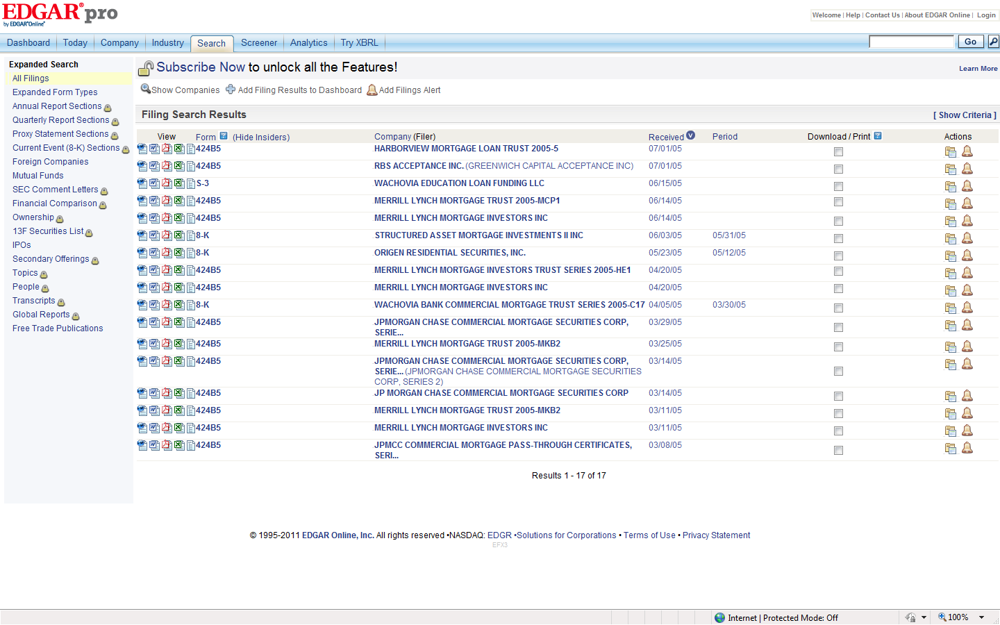 EDGAR® pro
by EDGAR®Online®
Welcome | Help | Contact Us | About EDGAR Online | Login
Dashboard Today Company Industry Search Screener Analytics Try XBRL Go
Expanded Search
All Filings
Expanded Form Types
Annual Report Sections
Quarterly Report Sections
Proxy Statement Sections
Current Event (8-K) Sections
Foreign Companies
Mutual Funds
SEC Comment Letters
Financial Comparison
Ownership
13F Securities List
IPOs
Secondary Offerings
Topics
People
Transcripts
Global Reports
Free Trade Publications
Subscribe Now to unlock all the Features! Learn More
Show Companies Add Filing Results to Dashboard Add Filings Alert
Filing Search Results [ Show Criteria ]
View Form ? (Hide Insiders) Company (Filer) Received V Period Download / Print ? Actions
424B5 HARBORVIEW MORTGAGE LOAN TRUST 2005-5 07/01/05
424B5 RBS ACCEPTANCE INC. (GREENWICH CAPITAL ACCEPTANCE INC) 07/01/05
S-3 WACHOVIA EDUCATION LOAN FUNDING LLC 06/15/05
424B5 MERRILL LYNCH MORTGAGE TRUST 2005-MCP1 06/14/05
424B5 MERRILL LYNCH MORTGAGE INVESTORS INC 06/14/05
8-K STRUCTURED ASSET MORTGAGE INVESTMENTS II INC 06/03/05 05/31/05
8-K ORIGEN RESIDENTIAL SECURITIES, INC. 05/23/05 05/12/05
424B5 MERRILL LYNCH MORTGAGE INVESTORS TRUST SERIES 2005-HE1 04/20/05
424B5 MERRILL LYNCH MORTGAGE INVESTORS INC 04/20/05
8-K WACHOVIA BANK COMMERCIAL MORTGAGE TRUST SERIES 2005-C17 04/05/05 03/30/05
424B5 JPMORGAN CHASE COMMERCIAL MORTGAGE SECURITIES CORP, 03/29/05
SERIE...
424B5 MERRILL LYNCH MORTGAGE TRUST 2005-MKB2 03/25/05
424B5 JPMORGAN CHASE COMMERCIAL MORTGAGE SECURITIES CORP, 03/14/05
SERIE... (JPMORGAN CHASE COMMERCIAL MORTGAGE SECURITIES
CORP, SERIES 2)
424B5 JP MORGAN CHASE COMMERCIAL MORTGAGE SECURITIES CORP 03/14/05
424B5 MERRILL LYNCH MORTGAGE TRUST 2005-MKB2 03/11/05
424B5 MERRILL LYNCH MORTGAGE INVESTORS INC 03/11/05
424B5 JPMCC COMMERCIAL MORTGAGE PASS-THROUGH CERTIFICATES, 03/08/05
SERI...
Results 1 - 17 of 17
© 1995-2011 EDGAR Online, Inc. All rights reserved •NASDAQ: EDGR •Solutions for Corporations • Terms of Use • Privacy Statement
EFX3
Internet | Protected Mode: Off 100%